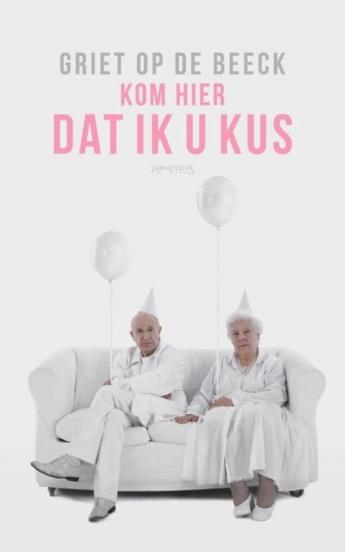 GRIET OP DE BEECK
KOM HIER
DAT IK U KUS
PROMETHEUS